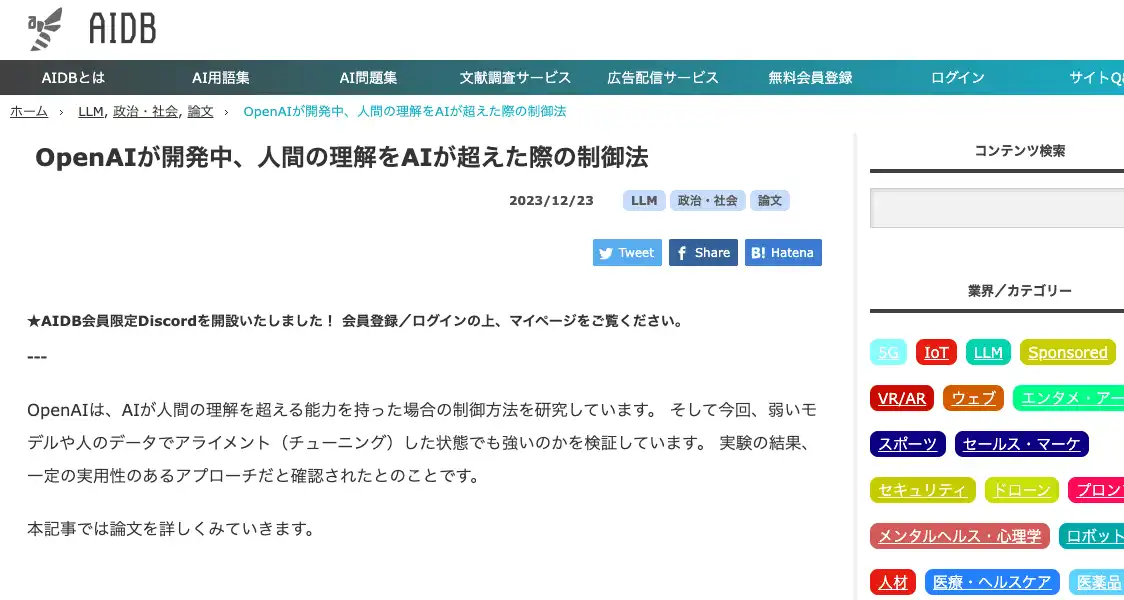 AIDB
AIDBとは AI用語集 AI問題集 文献調査サービス 広告配信サービス 無料会員登録 ログイン サイトQ
ホーム › LLM, 政治・社会, 論文 › OpenAIが開発中、人間の理解をAIが超えた際の制御法
OpenAIが開発中、人間の理解をAIが超えた際の制御法
2023/12/23 LLM 政治・社会 論文
Tweet Share B! Hatena
★AIDB会員限定Discordを開設いたしました！ 会員登録／ログインの上、マイページをご覧ください。
---
OpenAIは、AIが人間の理解を超える能力を持った場合の制御方法を研究しています。 そして今回、弱いモ
デルや人のデータでアライメント（チューニング）した状態でも強いのかを検証しています。 実験の結果、
一定の実用性のあるアプローチだと確認されたとのことです。
本記事では論文を詳しくみていきます。
コンテンツ検索
業界／カテゴリー
5G IoT LLM Sponsored
VR/AR ウェブ エンタメ・アー
スポーツ セールス・マーケ
セキュリティ ドローン プロン
メンタルヘルス・心理学 ロボット
人材 医療・ヘルスケア 医薬品